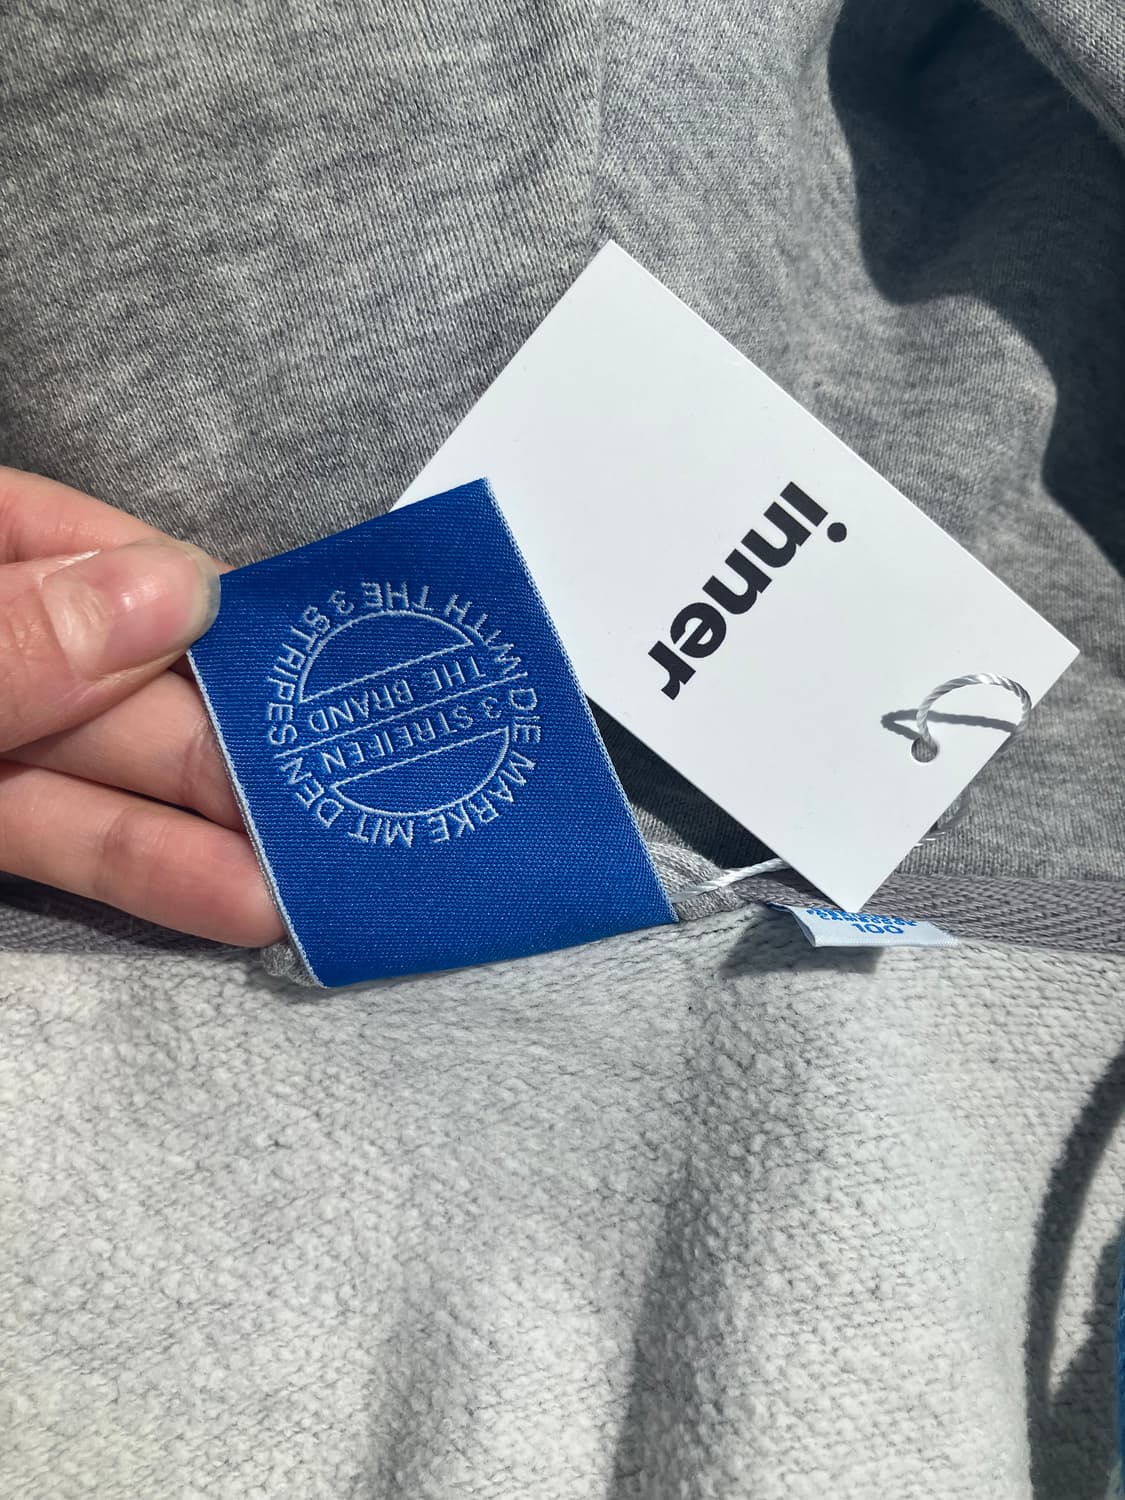 WITH THE 3 STRIPES
THE BRAND
3 STREIFEN
DIE MARKE MIT DEN
inner
100